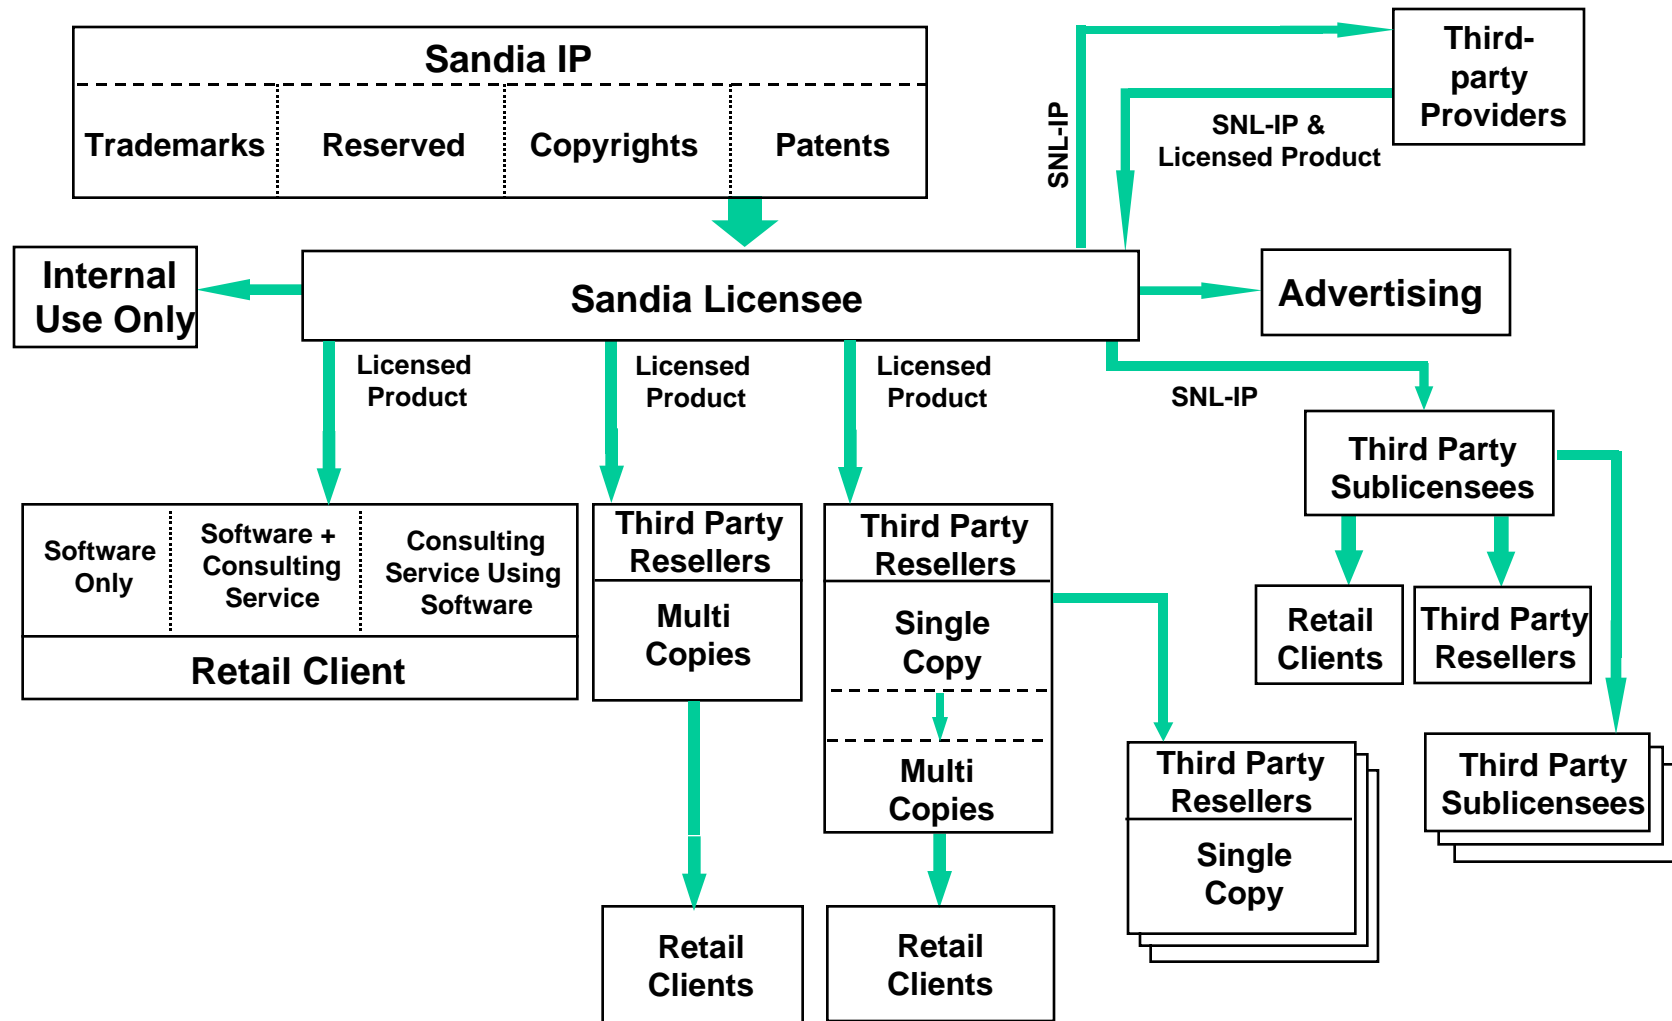 Sandia IP
Trademarks
Reserved
Copyrights
Patents
SNL-IP
SNL-IP &
Licensed Product
Third-
party
Providers
Internal
Use Only
Sandia Licensee
Advertising
Licensed
Product
Licensed
Product
Licensed
Product
SNL-IP
Third Party
Sublicensees
Software
Only
Software +
Consulting
Service
Consulting
Service Using
Software
Retail Client
Third Party
Resellers
Multi
Copies
Third Party
Resellers
Single
Copy
Multi
Copies
Retail
Clients
Third Party
Resellers
Third Party
Resellers
Single
Copy
Third Party
Sublicensees
Retail
Clients
Retail
Clients